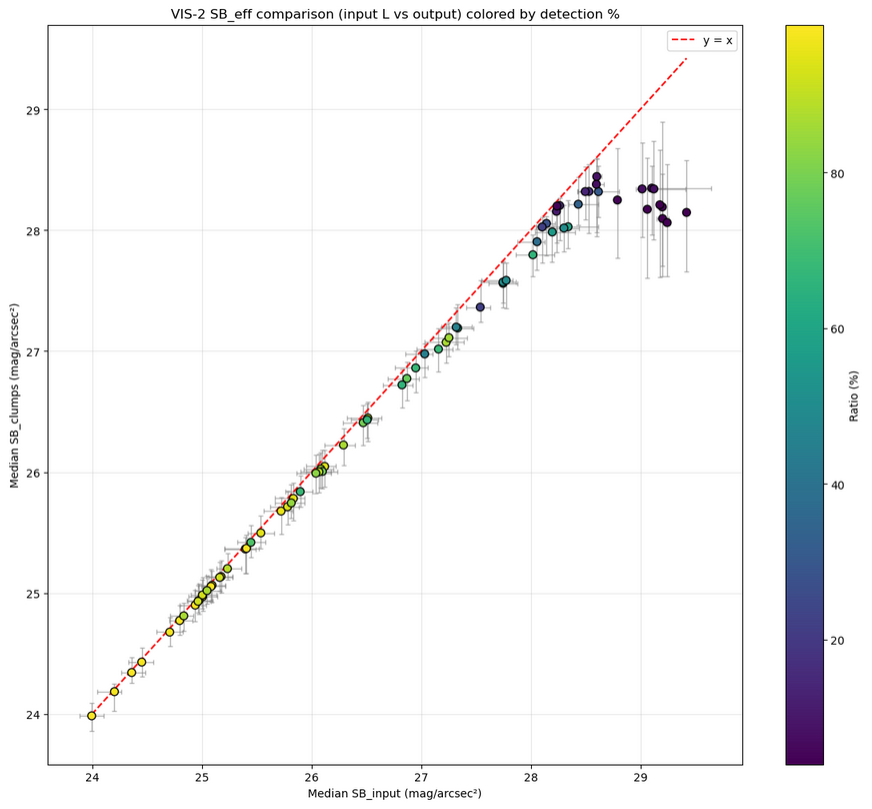 VIS-2 SB_eff comparison (input L vs output) colored by detection %
y = x
29
28
27
26
25
24
Median SB_clumps (mag/arcsec²)
24 25 26 27 28 29
Median SB_input (mag/arcsec²)
80
60
40
20
Ratio (%)